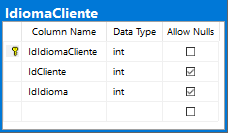 IdiomaCliente
Column Name Data Type Allow Nulls
IdIdiomaCliente int
IdCliente int
IdIdioma int